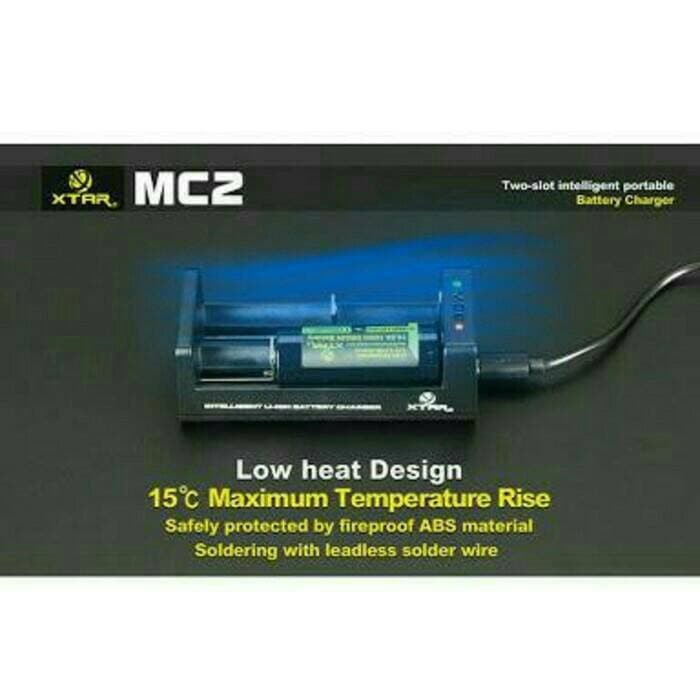 XTAR MC2
Two-slot intelligent portable
Battery Charger
XTAR
INTELLIGENT LI-ION BATTERY CHARGER
XTAR
Low heat Design
15℃ Maximum Temperature Rise
Safely protected by fireproof ABS material
Soldering with leadless solder wire